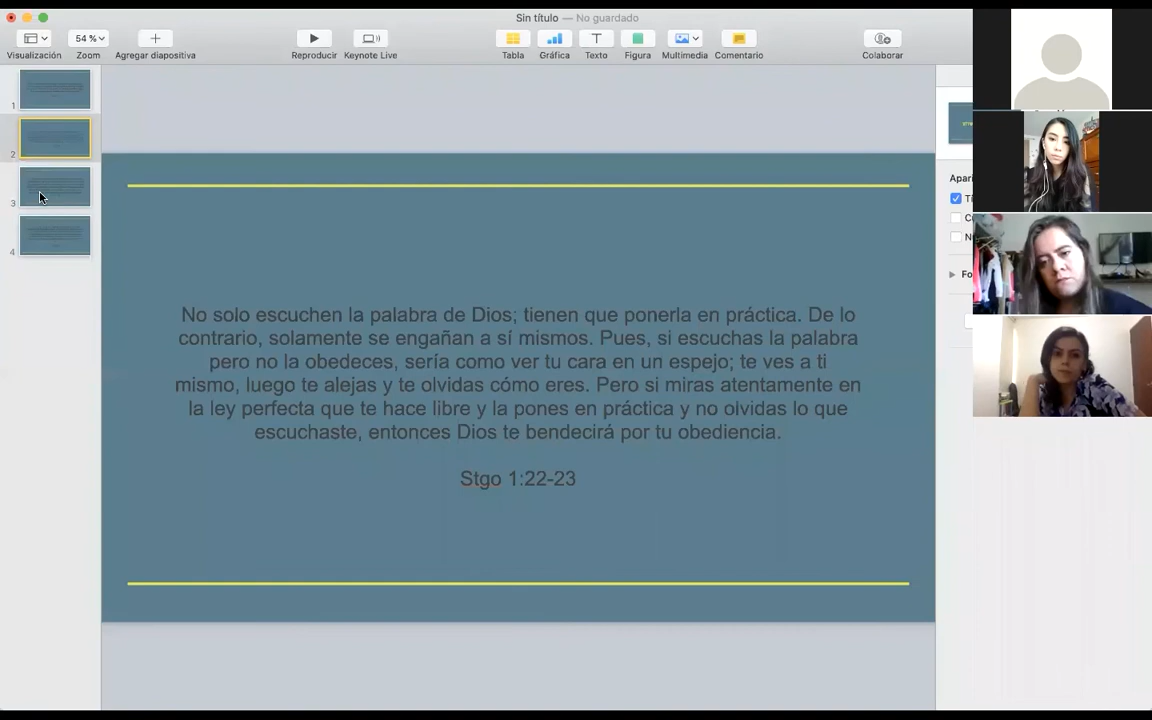 Sin título — No guardado
54 %
Visualización
Zoom
Agregar diapositiva
Reproducir
Keynote Live
Tabla
Gráfica
Texto
Figura
Multimedia
Comentario
Colaborar
1
2
3
4
No solo escuchen la palabra de Dios; tienen que ponerla en práctica. De lo
contrario, solamente se engañan a sí mismos. Pues, si escuchas la palabra
pero no la obedeces, sería como ver tu cara en un espejo; te ves a ti
mismo, luego te alejas y te olvidas cómo eres. Pero si miras atentamente en
la ley perfecta que te hace libre y la pones en práctica y no olvidas lo que
escuchaste, entonces Dios te bendecirá por tu obediencia.
Stgo 1:22-23
Apari